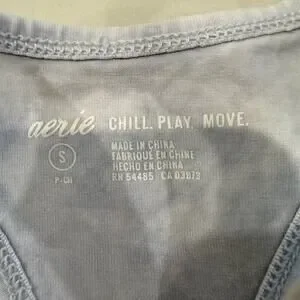 aerie CHILL. PLAY. MOVE.
S
P-CH
MADE IN CHINA
FABRIQUÉ EN CHINE
HECHO EN CHINA
RN 54485 CA 03873